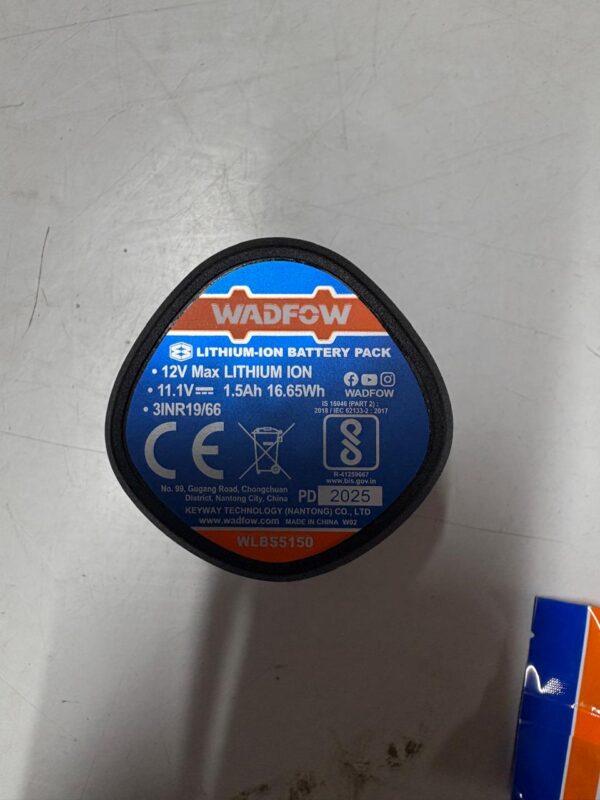 WADFOW
LITHIUM-ION BATTERY PACK
• 12V Max LITHIUM ION
• 11.1V 1.5Ah 16.65Wh
WADFOW
• 3INR19/66
IS 16046 (PART 2) :
2018 / IEC 62133-2 : 2017
CE
R-41259667
www.bis.gov.in
No. 99, Gugang Road, Chongchuan
District, Nantong City, China
PD 2025
KEYWAY TECHNOLOGY (NANTONG) CO., LTD
www.wadfow.com MADE IN CHINA W02
WLBS5150